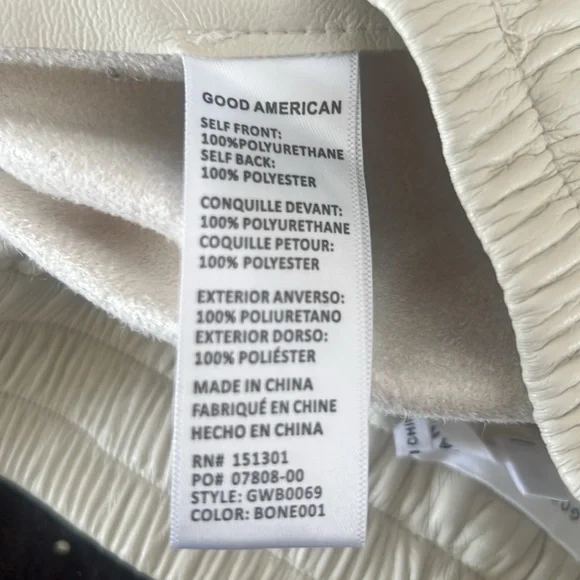 GOOD AMERICAN
SELF FRONT:
100%POLYURETHANE
SELF BACK:
100% POLYESTER
CONQUILLE DEVANT:
100% POLYURETHANE
COQUILLE PETOUR:
100% POLYESTER
EXTERIOR ANVERSO:
100% POLIURETANO
EXTERIOR DORSO:
100% POLIÉSTER
MADE IN CHINA
FABRIQUÉ EN CHINE
HECHO EN CHINA
RN# 151301
PO# 07808-00
STYLE: GWB0069
COLOR: BONE001